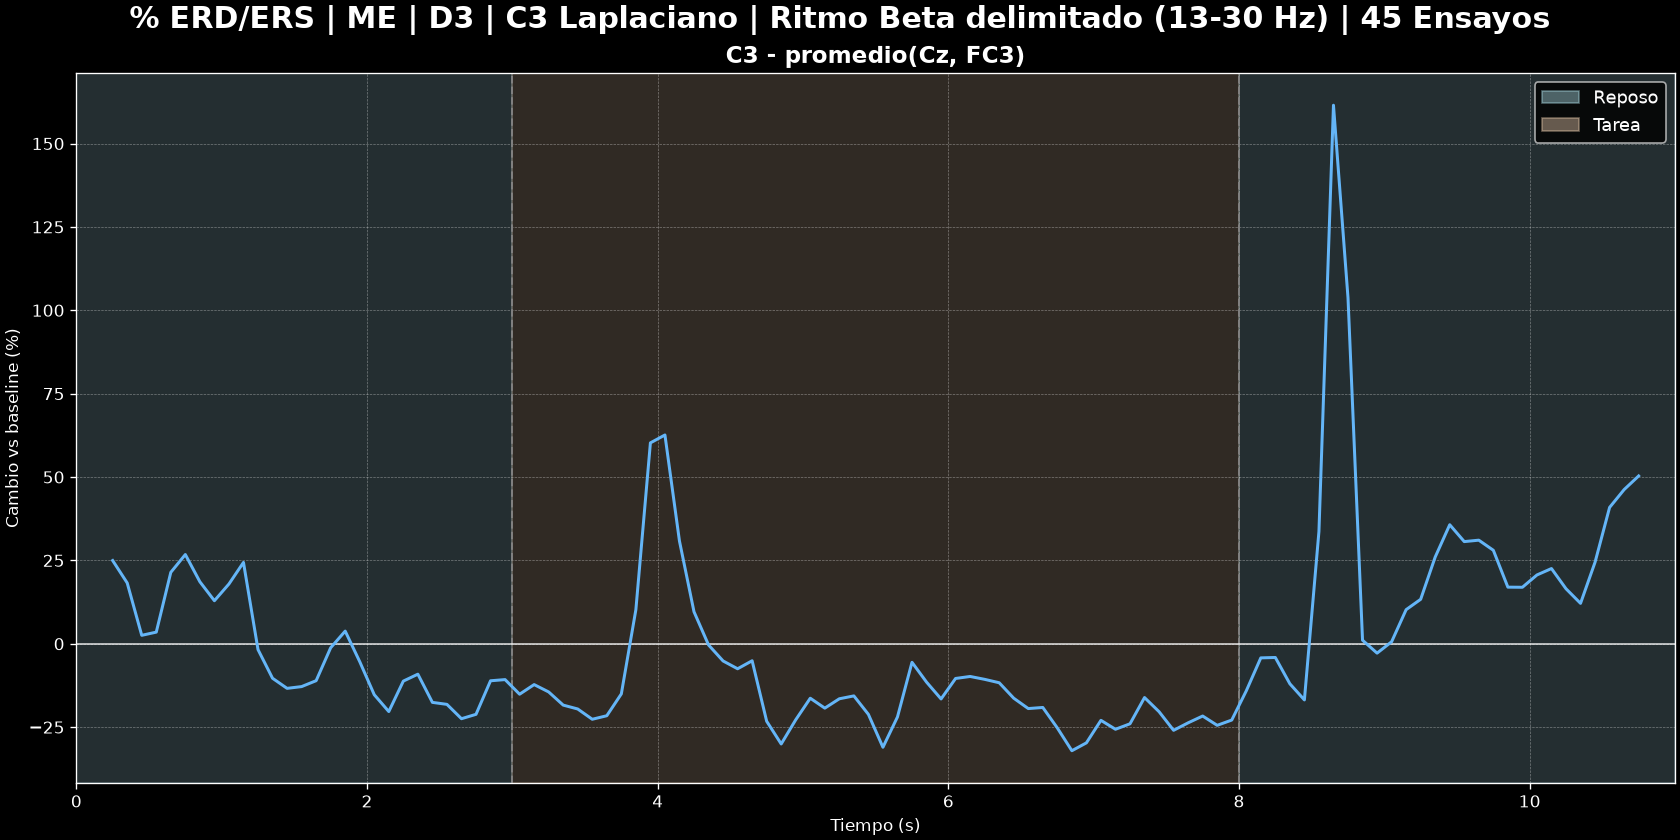 % ERD/ERS | ME | D3 | C3 Laplaciano | Ritmo Beta delimitado (13-30 Hz) | 45 Ensayos
C3 - promedio(Cz, FC3)
Reposo
Tarea
Cambio vs baseline (%)
150
125
100
75
50
25
0
−25
0 2 4 6 8 10
Tiempo (s)